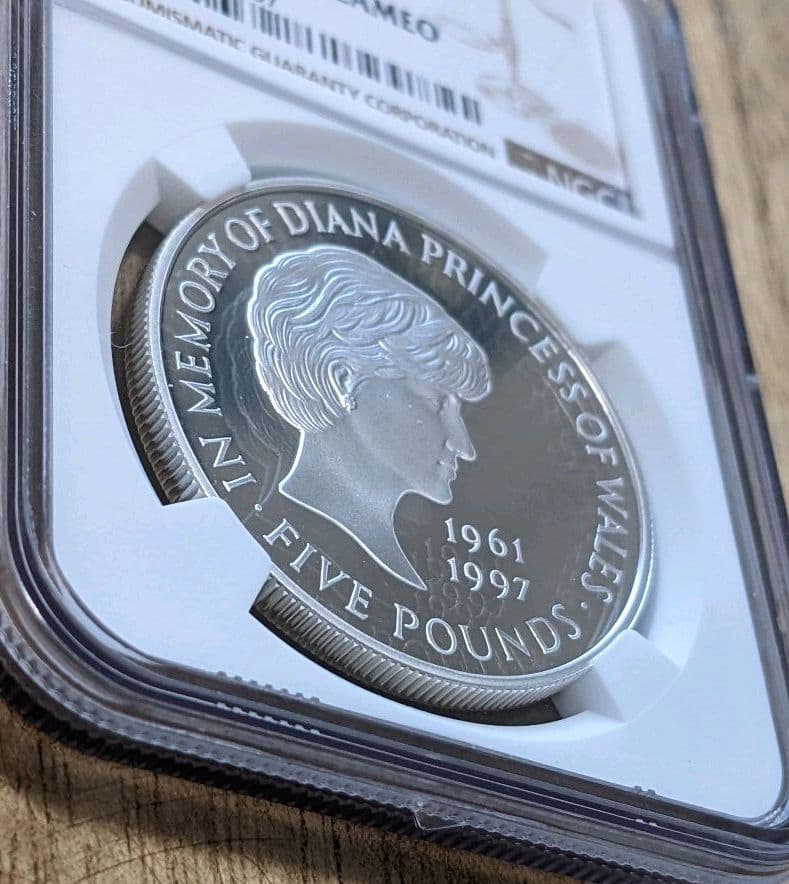 CAMEO
NUMISMATIC GUARANTY CORPORATION
NGC
IN MEMORY OF DIANA PRINCESS OF WALES ·
· FIVE POUNDS
1961
1997